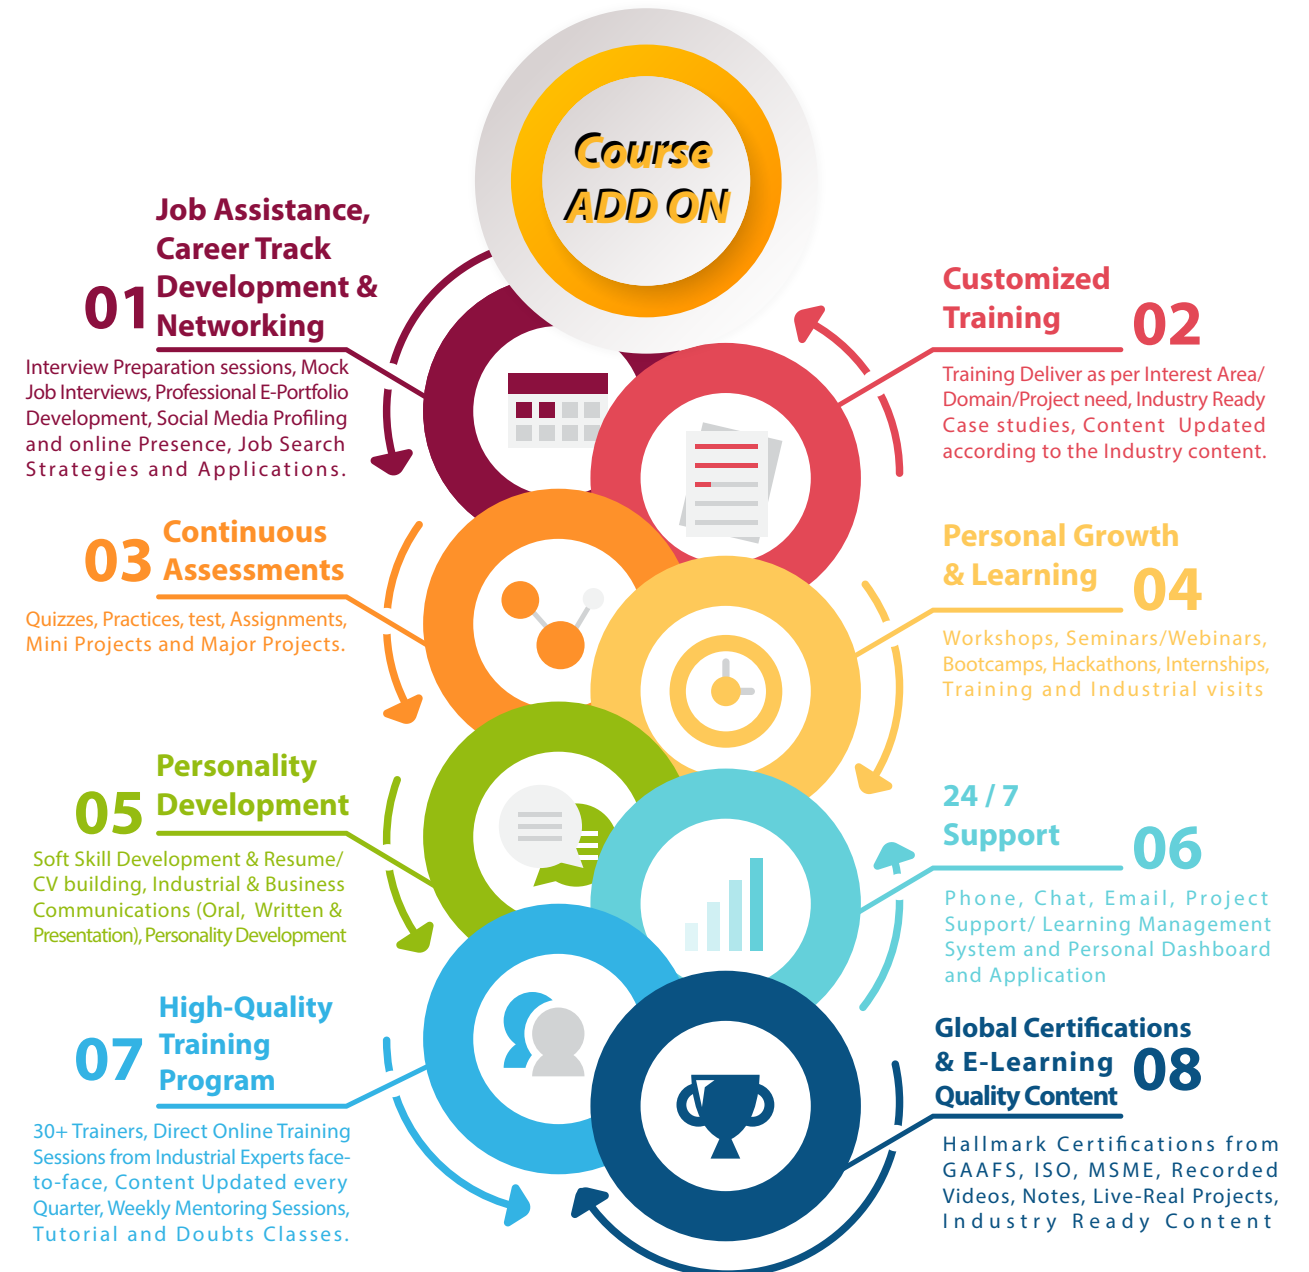 Course
ADD ON
Job Assistance,
Career Track
Development &
Networking
01
Interview Preparation sessions, Mock
Job Interviews, Professional E-Portfolio
Development, Social Media Profiling
and online Presence, Job Search
Strategies and Applications.
Customized
Training
02
Training Deliver as per Interest Area/
Domain/Project need, Industry Ready
Case studies, Content Updated
according to the Industry content.
03
Continuous
Assessments
Quizzes, Practices, test, Assignments,
Mini Projects and Major Projects.
Personal Growth
& Learning
04
Workshops, Seminars/Webinars,
Bootcamps, Hackathons, Internships,
Training and Industrial visits
Personality
Development
05
Soft Skill Development & Resume/
CV building, Industrial & Business
Communications (Oral, Written &
Presentation), Personality Development
24 / 7
Support
06
Phone, Chat, Email, Project
Support/ Learning Management
System and Personal Dashboard
and Application
High-Quality
Training
Program
07
30+ Trainers, Direct Online Training
Sessions from Industrial Experts face-
to-face, Content Updated every
Quarter, Weekly Mentoring Sessions,
Tutorial and Doubts Classes.
Global Certifications
& E-Learning
Quality Content
08
Hallmark Certifications from
GAAFS, ISO, MSME, Recorded
Videos, Notes, Live-Real Projects,
Industry Ready Content